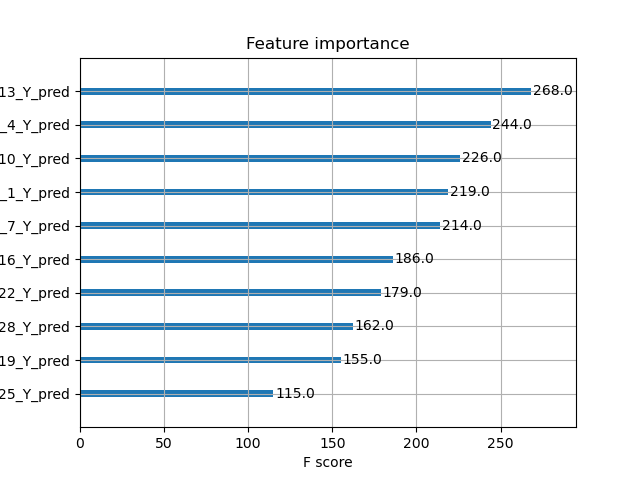 Feature importance
13_Y_pred 268.0
_4_Y_pred 244.0
10_Y_pred 226.0
_1_Y_pred 219.0
_7_Y_pred 214.0
16_Y_pred 186.0
22_Y_pred 179.0
28_Y_pred 162.0
19_Y_pred 155.0
25_Y_pred 115.0
0 50 100 150 200 250
F score